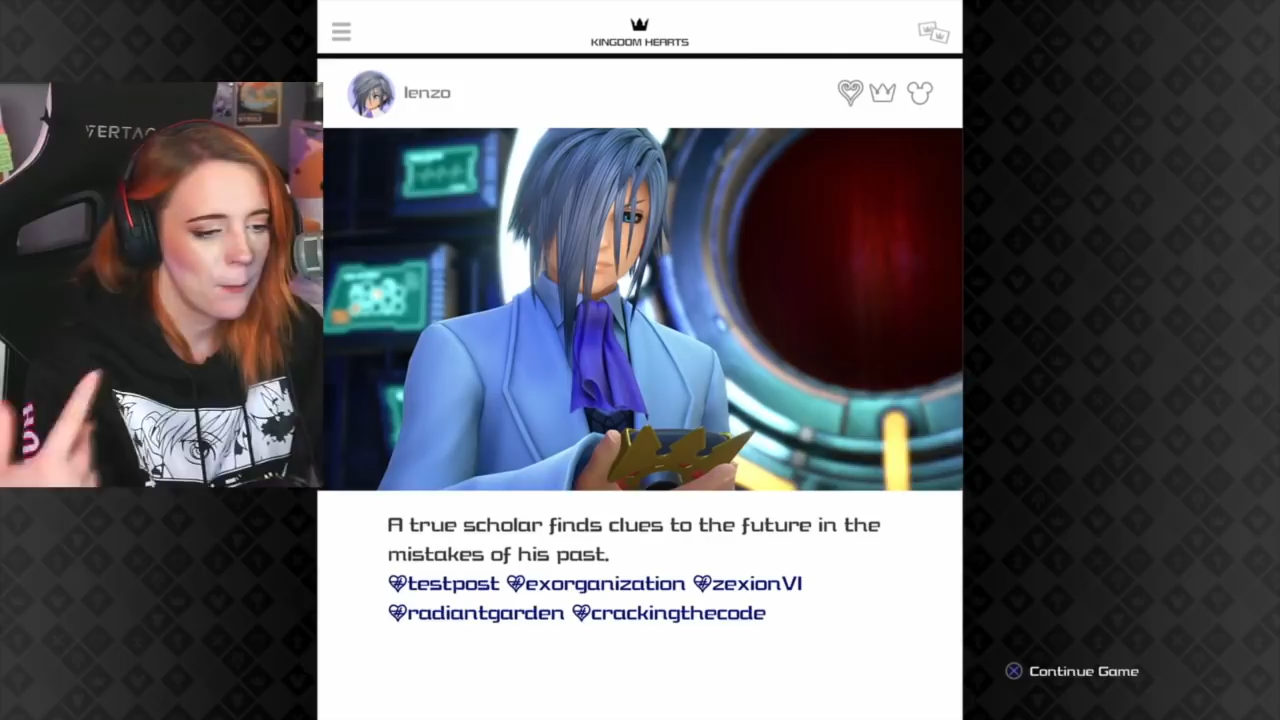 KINGDOM HEARTS
Ienzo
VERTAG
A true scholar finds clues to the future in the
mistakes of his past.
testpost exorganization zexionVI
radiantgarden crackingthecode
Continue Game